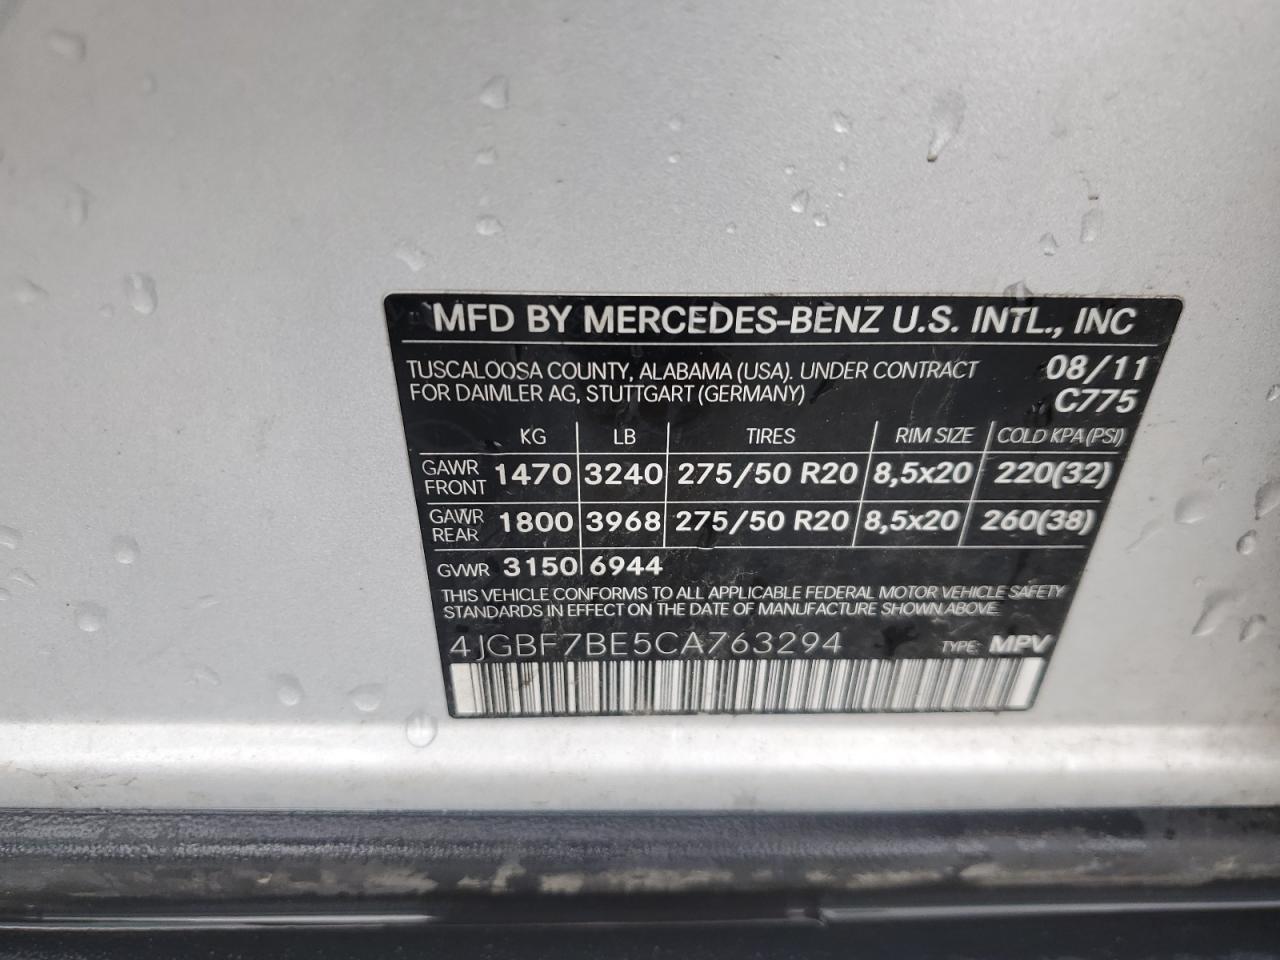 MFD BY MERCEDES-BENZ U.S. INTL., INC
TUSCALOOSA COUNTY, ALABAMA (USA). UNDER CONTRACT 08/11
FOR DAIMLER AG, STUTTGART (GERMANY) C775
KG LB TIRES RIM SIZE COLD KPA (PSI)
GAWR FRONT 1470 3240 275/50 R20 8,5x20 220(32)
GAWR REAR 1800 3968 275/50 R20 8,5x20 260(38)
GVWR 3150 6944
THIS VEHICLE CONFORMS TO ALL APPLICABLE FEDERAL MOTOR VEHICLE SAFETY
STANDARDS IN EFFECT ON THE DATE OF MANUFACTURE SHOWN ABOVE.
4JGBF7BE5CA763294 TYPE: MPV